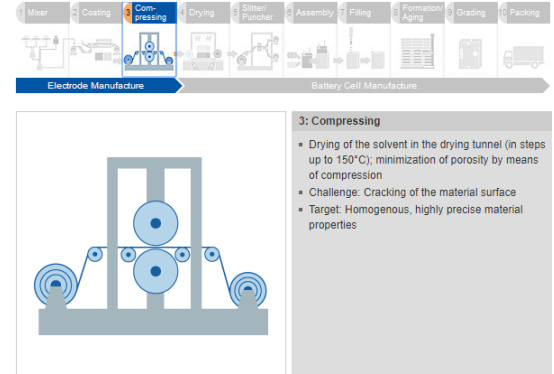 1 Mixer
2 Coating
3 Com-
pressing
4 Drying
5 Slitter/
Puncher
6 Assembly
7 Filling
8 Formation/
Aging
9 Grading
10 Packing
Electrode Manufacture
Battery Cell Manufacture
3: Compressing
▪ Drying of the solvent in the drying tunnel (in steps
up to 150°C); minimization of porosity by means
of compression
▪ Challenge: Cracking of the material surface
▪ Target: Homogenous, highly precise material
properties